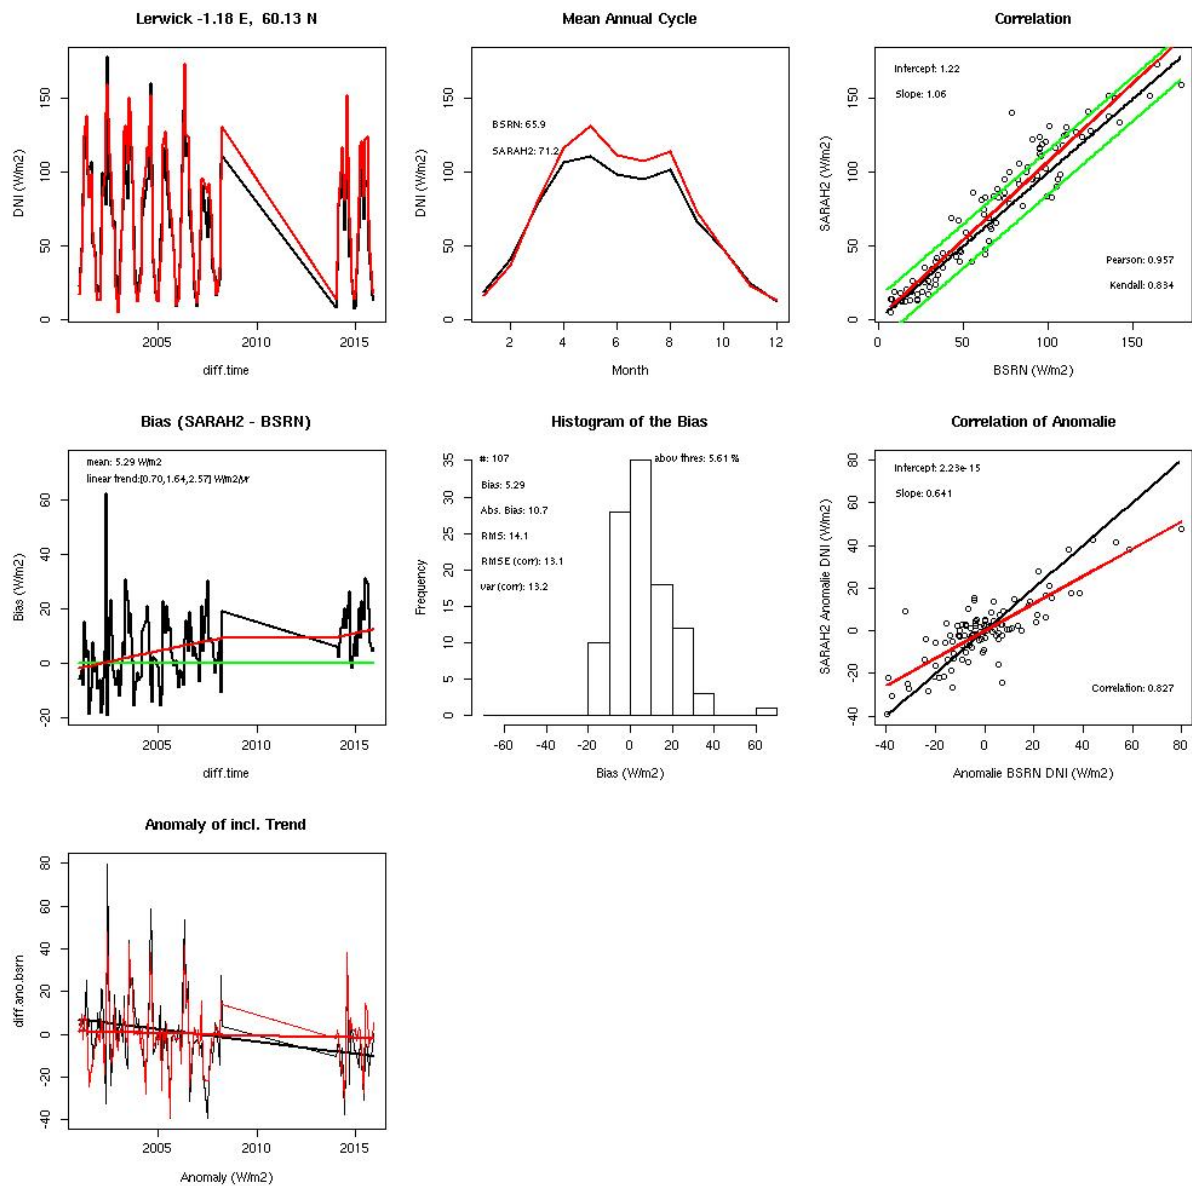 Lerwick -1.18 E, 60.13 N
DNI (W/m2)
0 50 100 150
2005 2010 2015
diff.time
Mean Annual Cycle
BSRN: 65.9
SARAH2: 71.2
DNI (W/m2)
0 50 100 150
2 4 6 8 10 12
Month
Correlation
Intercept: 1.22
Slope: 1.06
Pearson: 0.957
Kendall: 0.834
SARAH2 (W/m2)
0 50 100 150
0 50 100 150
BSRN (W/m2)
Bias (SARAH2 - BSRN)
mean: 5.29 W/m2
linear trend:[0.70,1.64,2.57] W/m2/yr
Bias (W/m2)
-20 0 20 40 60
2005 2010 2015
diff.time
Histogram of the Bias
#: 107
abov thres: 5.61 %
Bias: 5.29
Abs. Bias: 10.7
RMS: 14.1
RMSE (corr): 13.1
var (corr): 13.2
Frequency
0 5 10 15 20 25 30 35
-60 -40 -20 0 20 40 60
Bias (W/m2)
Correlation of Anomalie
Intercept: 2.23e-15
Slope: 0.641
Correlation: 0.827
SARAH2 Anomalie DNI (W/m2)
-40 -20 0 20 40 60 80
-40 -20 0 20 40 60 80
Anomalie BSRN DNI (W/m2)
Anomaly of incl. Trend
diff.ano.bsrn
-40 -20 0 20 40 60 80
2005 2010 2015
Anomaly (W/m2)